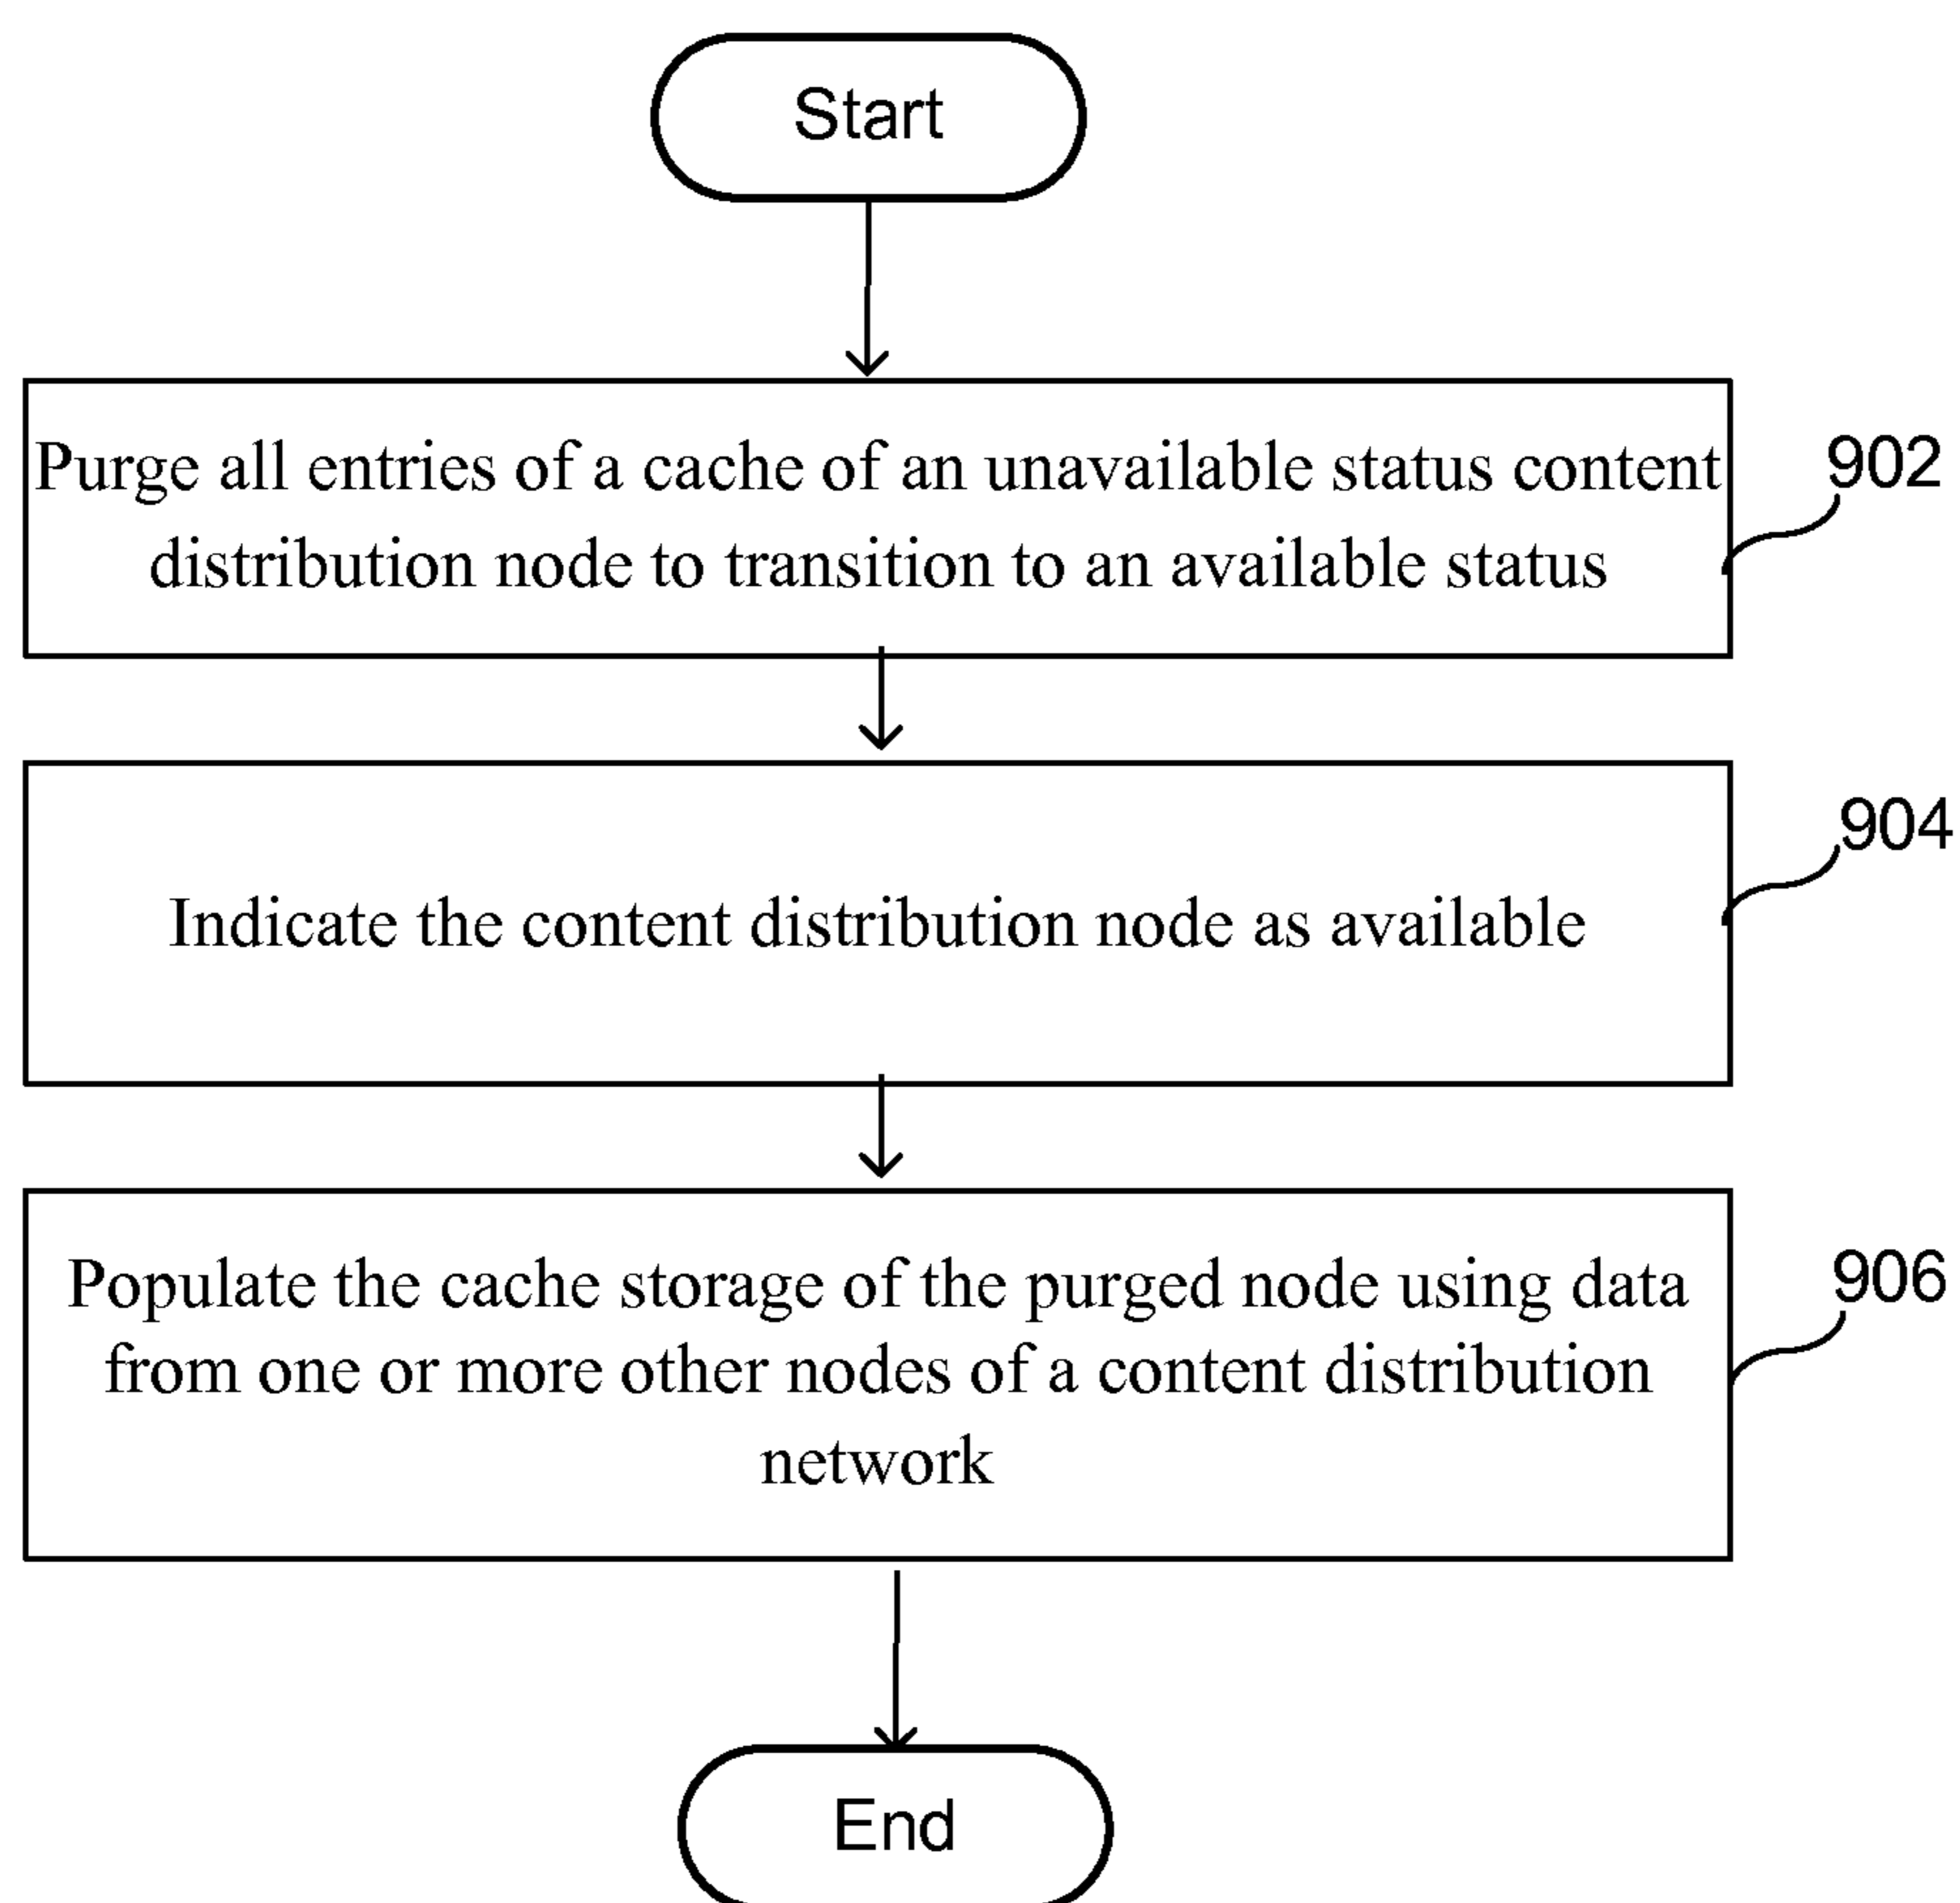 Start
Purge all entries of a cache of an unavailable status content
distribution node to transition to an available status
902
Indicate the content distribution node as available
904
Populate the cache storage of the purged node using data
from one or more other nodes of a content distribution
network
906
End